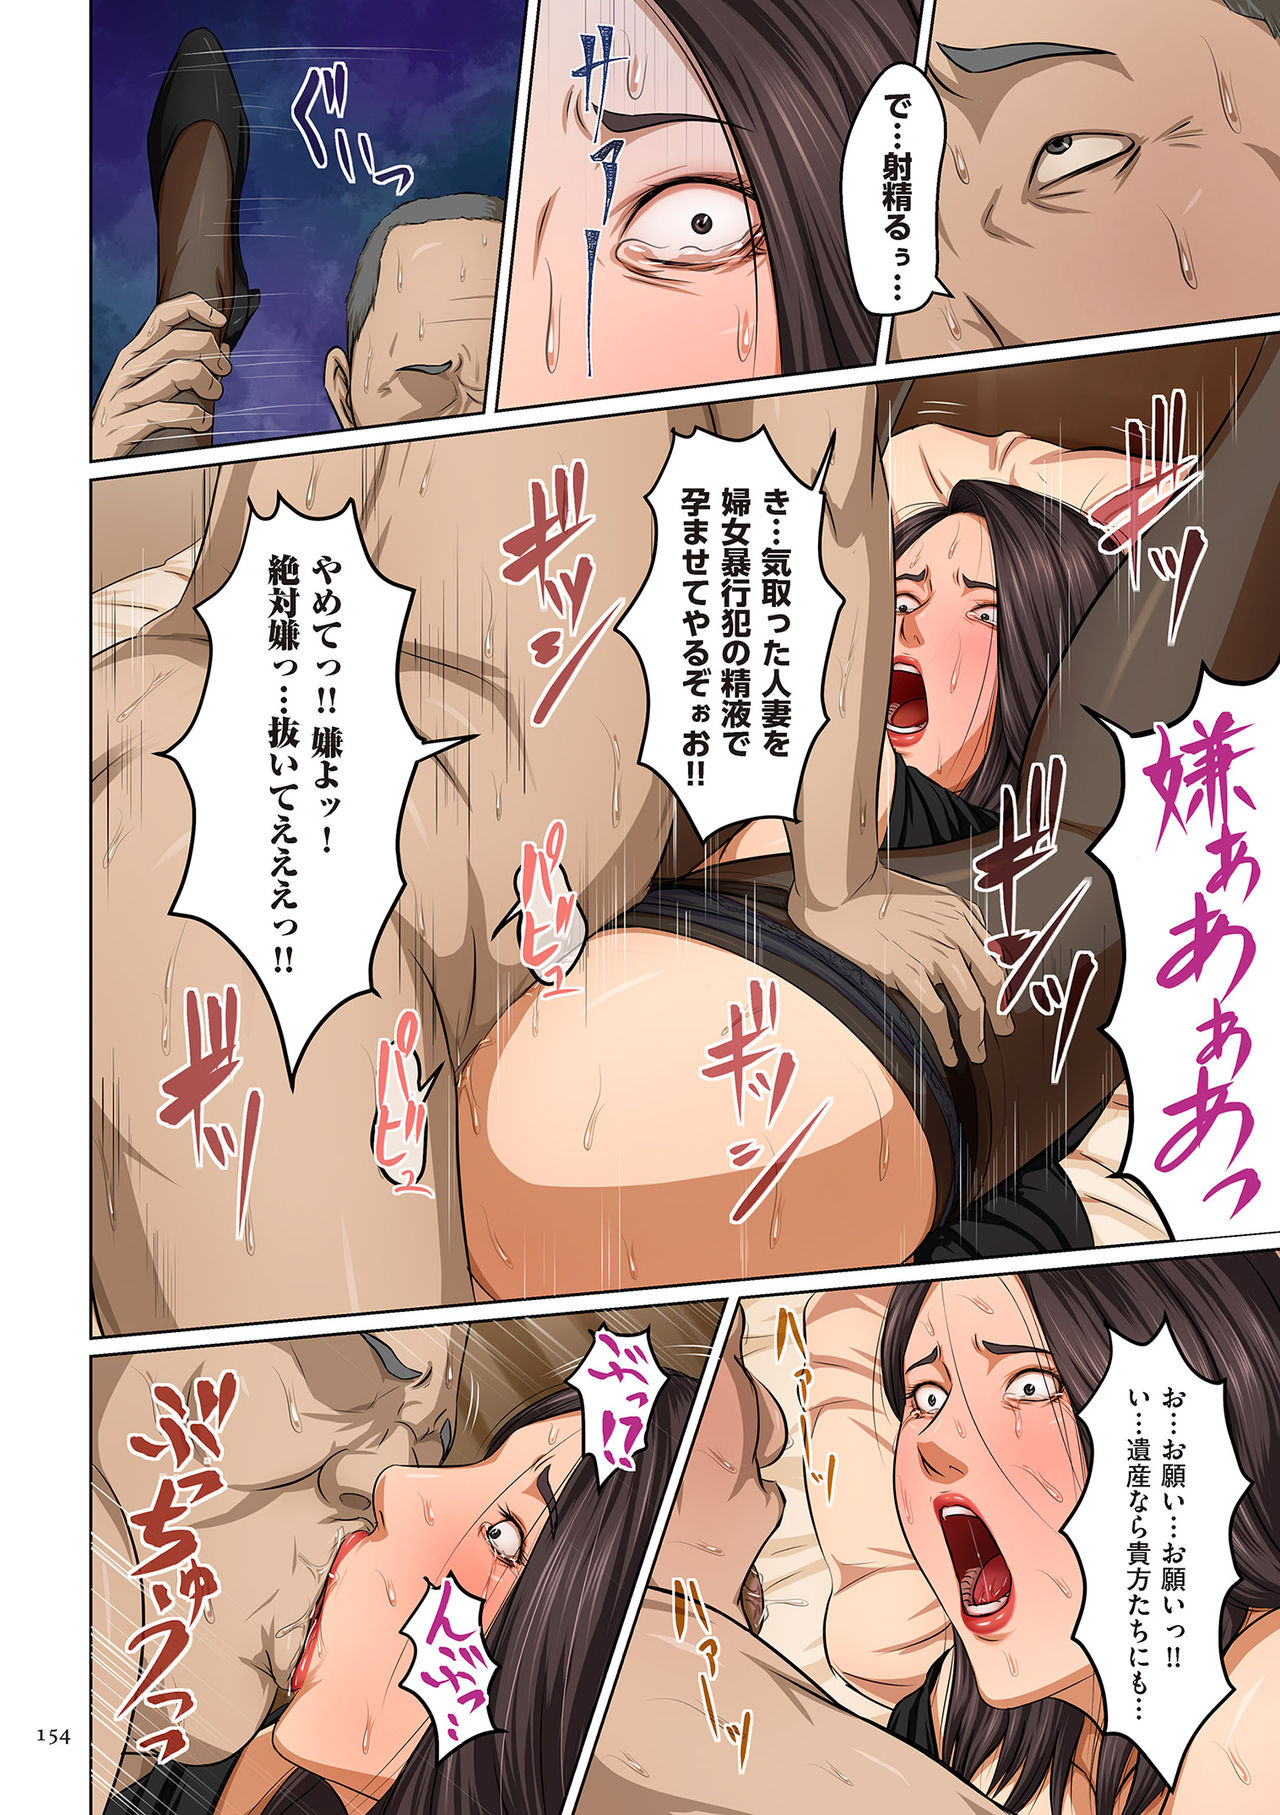 で…射精るぅ…
サァーー
ぐぐいっ
ギッシ
嫌ぁああぁあっ
き…気取った人妻を
婦女暴行犯の精液で
孕ませてやるぞぉお!!
ギッシ
ギッシ
やめてっ!!嫌よッ!
絶対嫌っ…抜いてえええっ!!
パビュ
ギッシ
パビュ
ギッ
お…お願い…お願いっ!!
い…遺産なら貴方たちにも…
ハァー
ハァー
ぶっ!?
んぶっ…
ぶっちゅうっっ
154